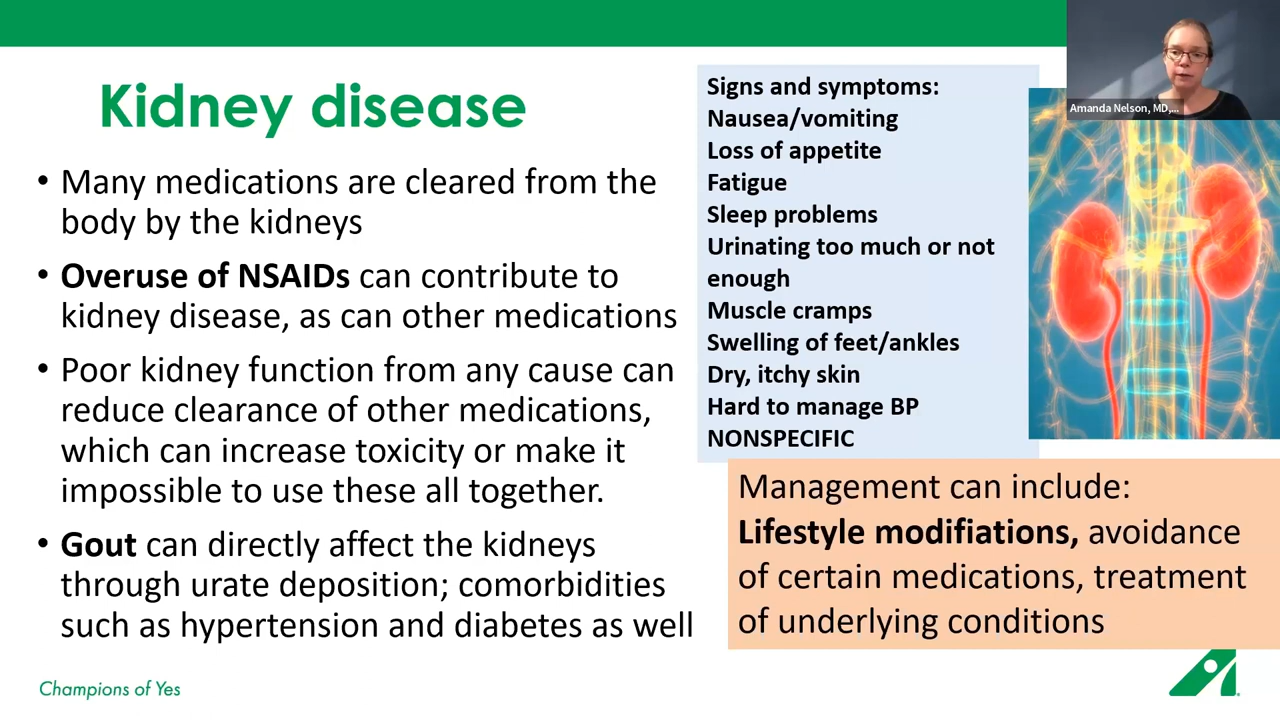 Kidney disease
• Many medications are cleared from the
body by the kidneys
• Overuse of NSAIDs can contribute to
kidney disease, as can other medications
• Poor kidney function from any cause can
reduce clearance of other medications,
which can increase toxicity or make it
impossible to use these all together.
• Gout can directly affect the kidneys
through urate deposition; comorbidities
such as hypertension and diabetes as well
Signs and symptoms:
Nausea/vomiting
Loss of appetite
Fatigue
Sleep problems
Urinating too much or not
enough
Muscle cramps
Swelling of feet/ankles
Dry, itchy skin
Hard to manage BP
NONSPECIFIC
Amanda Nelson, MD,...
Management can include:
Lifestyle modifiations, avoidance
of certain medications, treatment
of underlying conditions
Champions of Yes